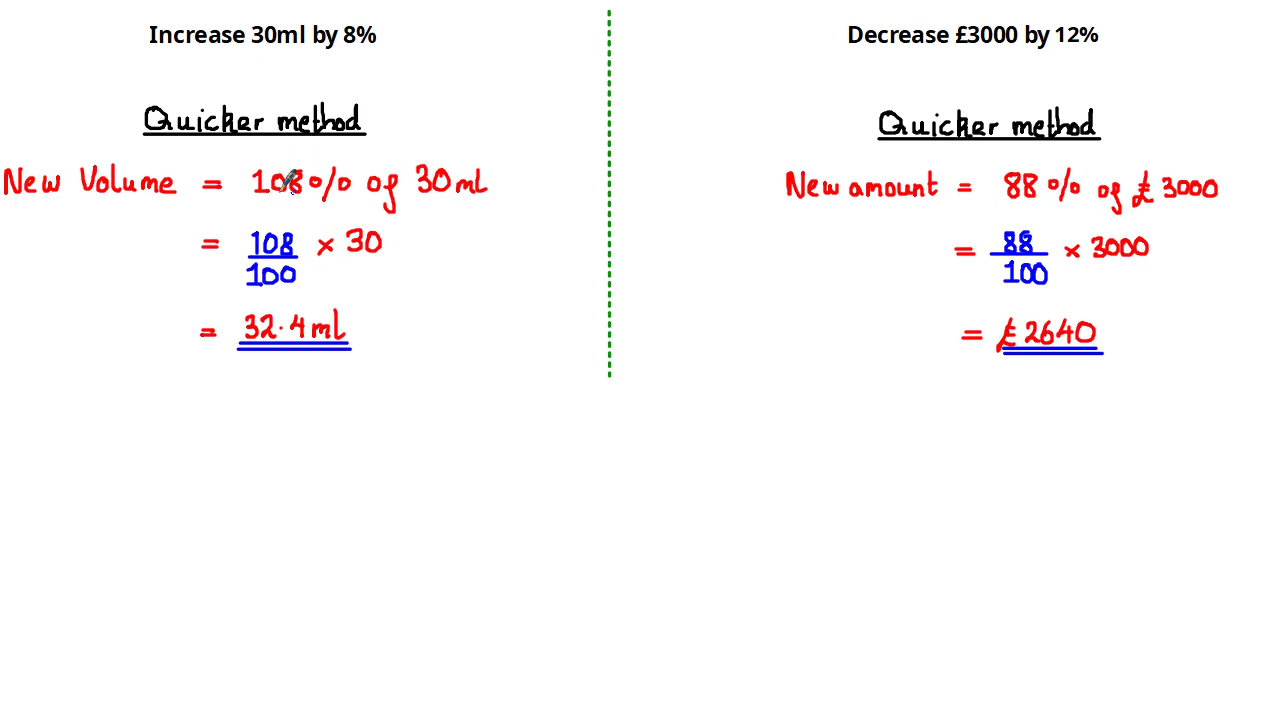 Increase 30ml by 8%
Quicker method
New Volume = 108% of 30ml
= 108/100 × 30
= 32·4ml
Decrease £3000 by 12%
Quicker method
New amount = 88% of £3000
= 88/100 × 3000
= £2640